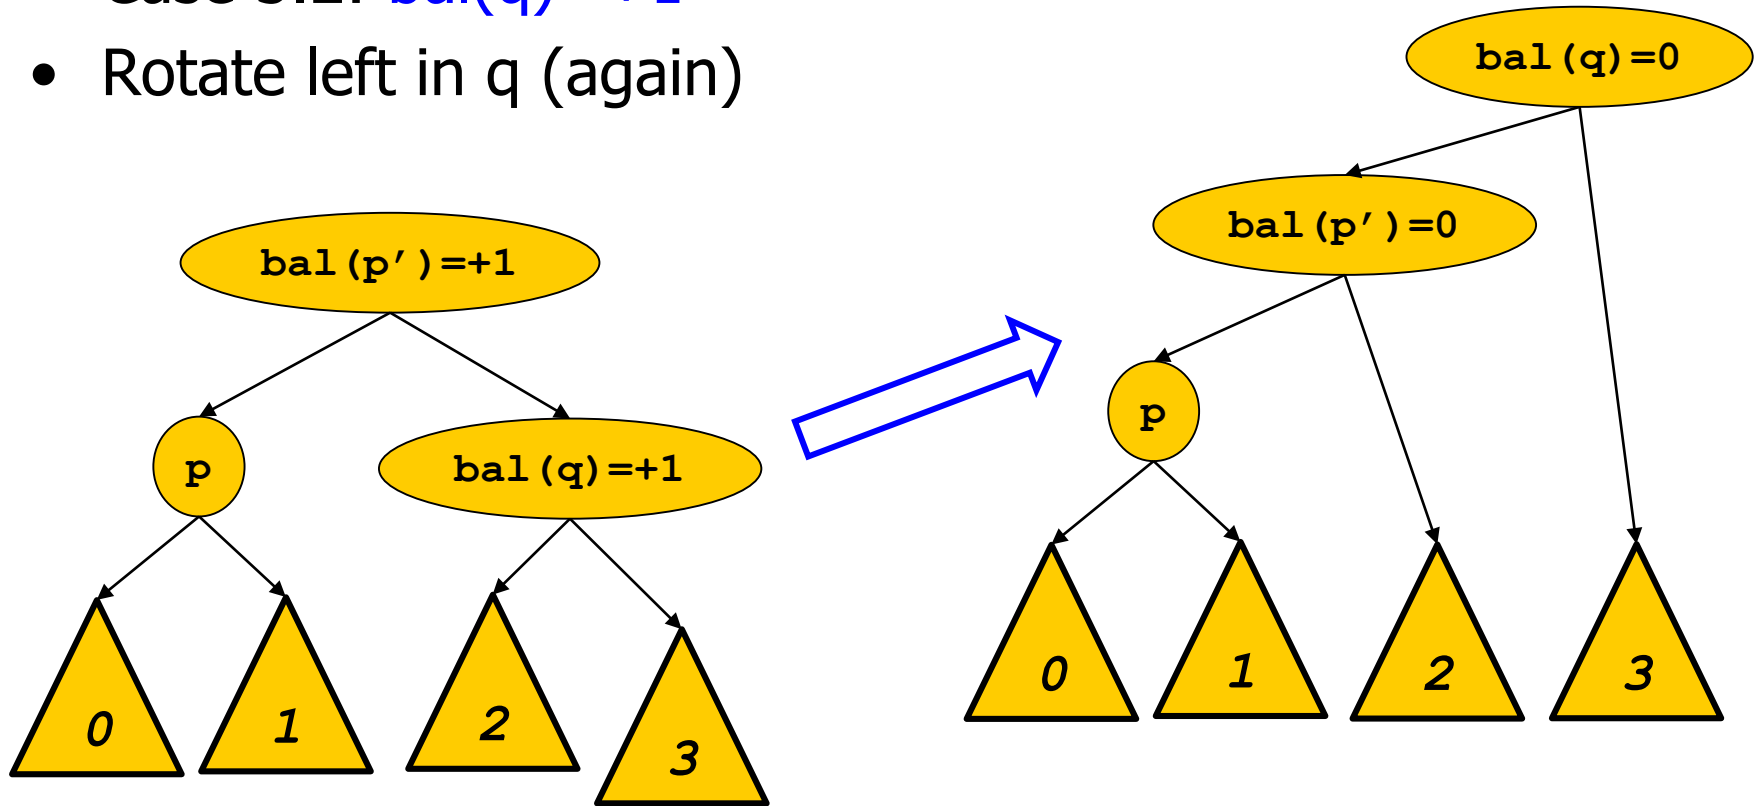 bal(q)
• Rotate left in q (again)
bal(q)=0
bal(p’)=0
bal(p’)=+1
p
p
bal(q)=+1
0
1
2
3
0
1
2
3